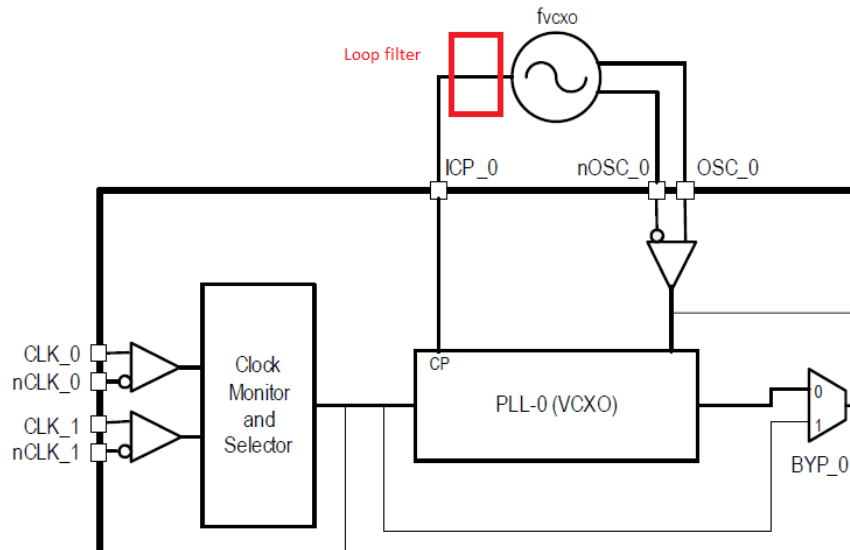 fvcxo
Loop filter
ICP_0
nOSC_0
OSC_0
CLK_0
nCLK_0
CLK_1
nCLK_1
Clock
Monitor
and
Selector
CP
PLL-0 (VCXO)
0
1
BYP_0